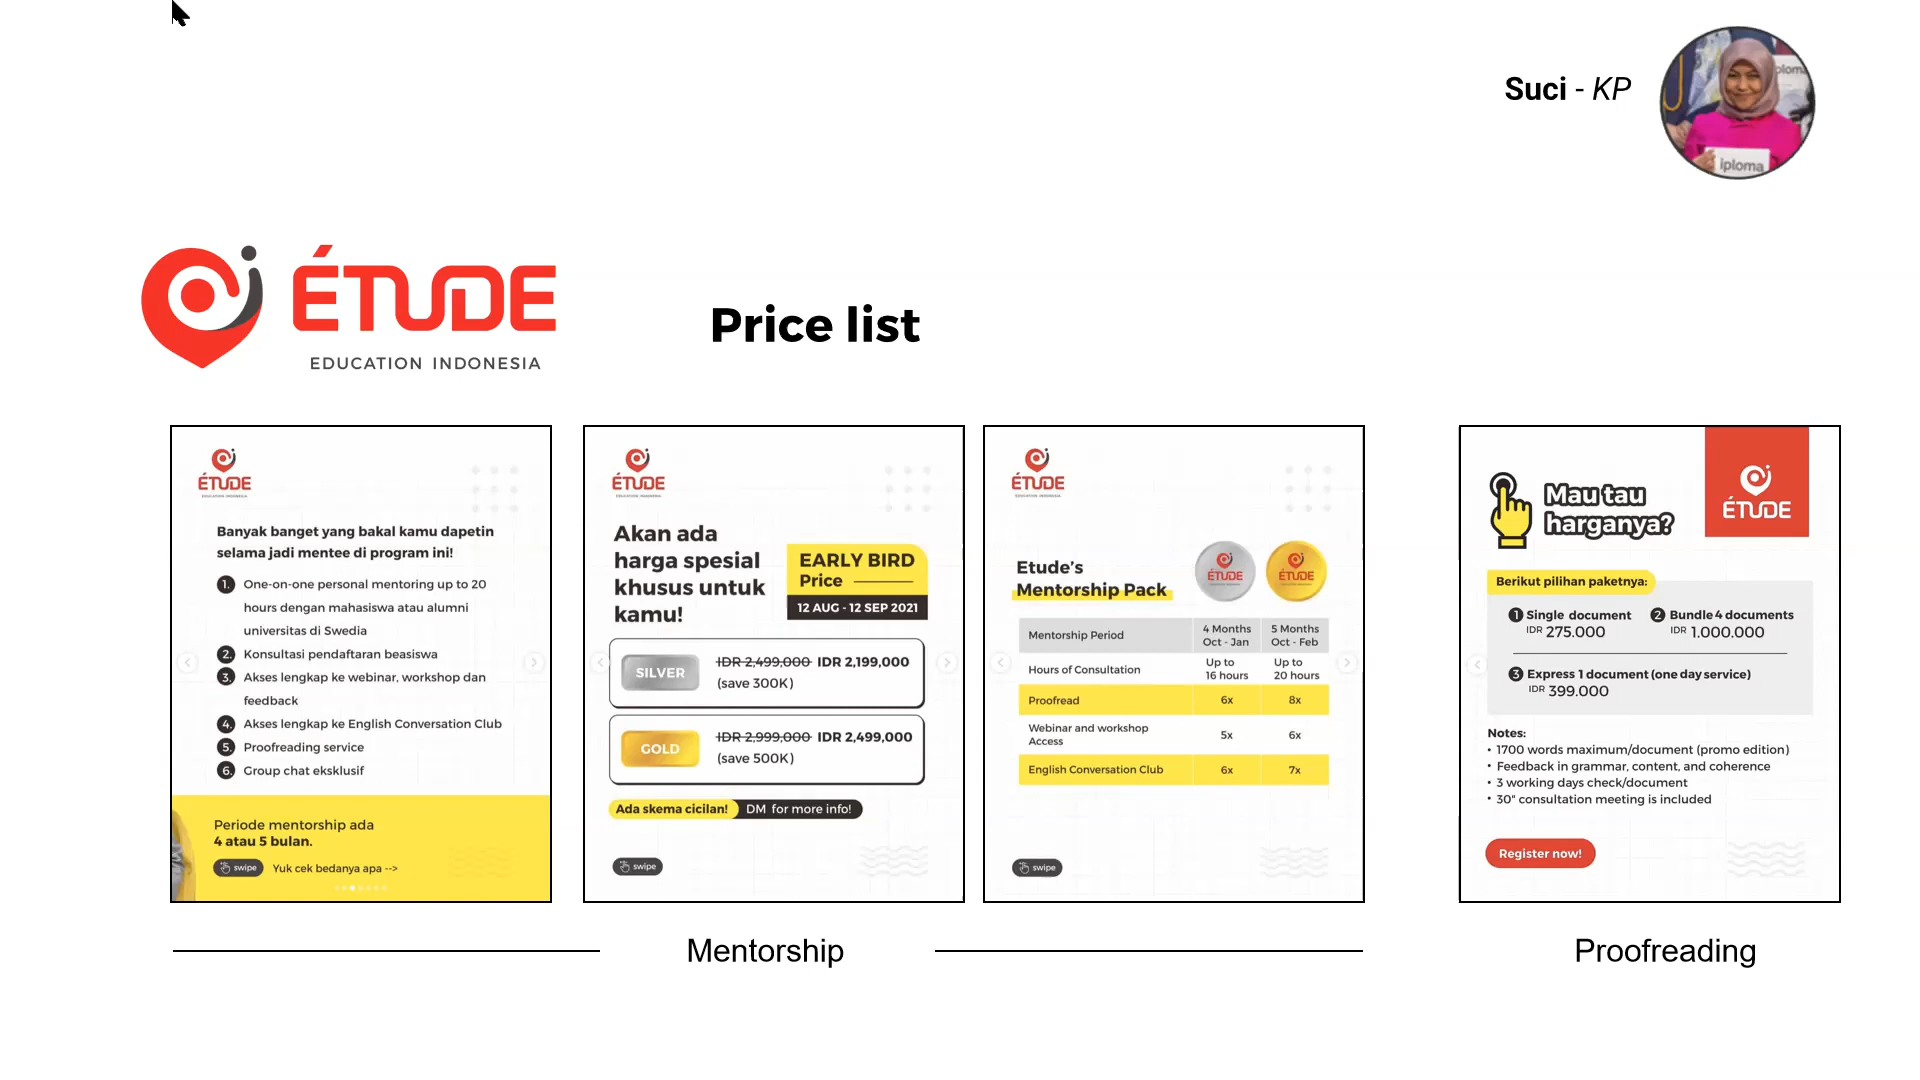 Suci - KP
iploma
iploma
ÉTUDE
EDUCATION INDONESIA
Price list
ÉTUDE
EDUCATION INDONESIA
Banyak banget yang bakal kamu dapetin
selama jadi mentee di program ini!
1. One-on-one personal mentoring up to 20
hours dengan mahasiswa atau alumni
universitas di Swedia
2. Konsultasi pendaftaran beasiswa
3. Akses lengkap ke webinar, workshop dan
feedback
4. Akses lengkap ke English Conversation Club
5. Proofreading service
6. Group chat eksklusif
Periode mentorship ada
4 atau 5 bulan.
swipe Yuk cek bedanya apa -->
ÉTUDE
EDUCATION INDONESIA
Akan ada
harga spesial
khusus untuk
kamu!
EARLY BIRD
Price
12 AUG - 12 SEP 2021
SILVER IDR 2,499,000 IDR 2,199,000
(save 300K)
GOLD IDR 2,999,000 IDR 2,499,000
(save 500K)
Ada skema cicilan! DM for more info!
swipe
ÉTUDE
EDUCATION INDONESIA
Etude's
Mentorship Pack
ÉTUDE ÉTUDE
Mentorship Period 4 Months Oct - Jan 5 Months Oct - Feb
Hours of Consultation Up to 16 hours Up to 20 hours
Proofread 6x 8x
Webinar and workshop Access 5x 6x
English Conversation Club 6x 7x
swipe
Mau tau
harganya?
ÉTUDE
Berikut pilihan paketnya:
1 Single document 2 Bundle 4 documents
IDR 275.000 IDR 1.000.000
3 Express 1 document (one day service)
IDR 399.000
Notes:
• 1700 words maximum/document (promo edition)
• Feedback in grammar, content, and coherence
• 3 working days check/document
• 30" consultation meeting is included
Register now!
Mentorship
Proofreading